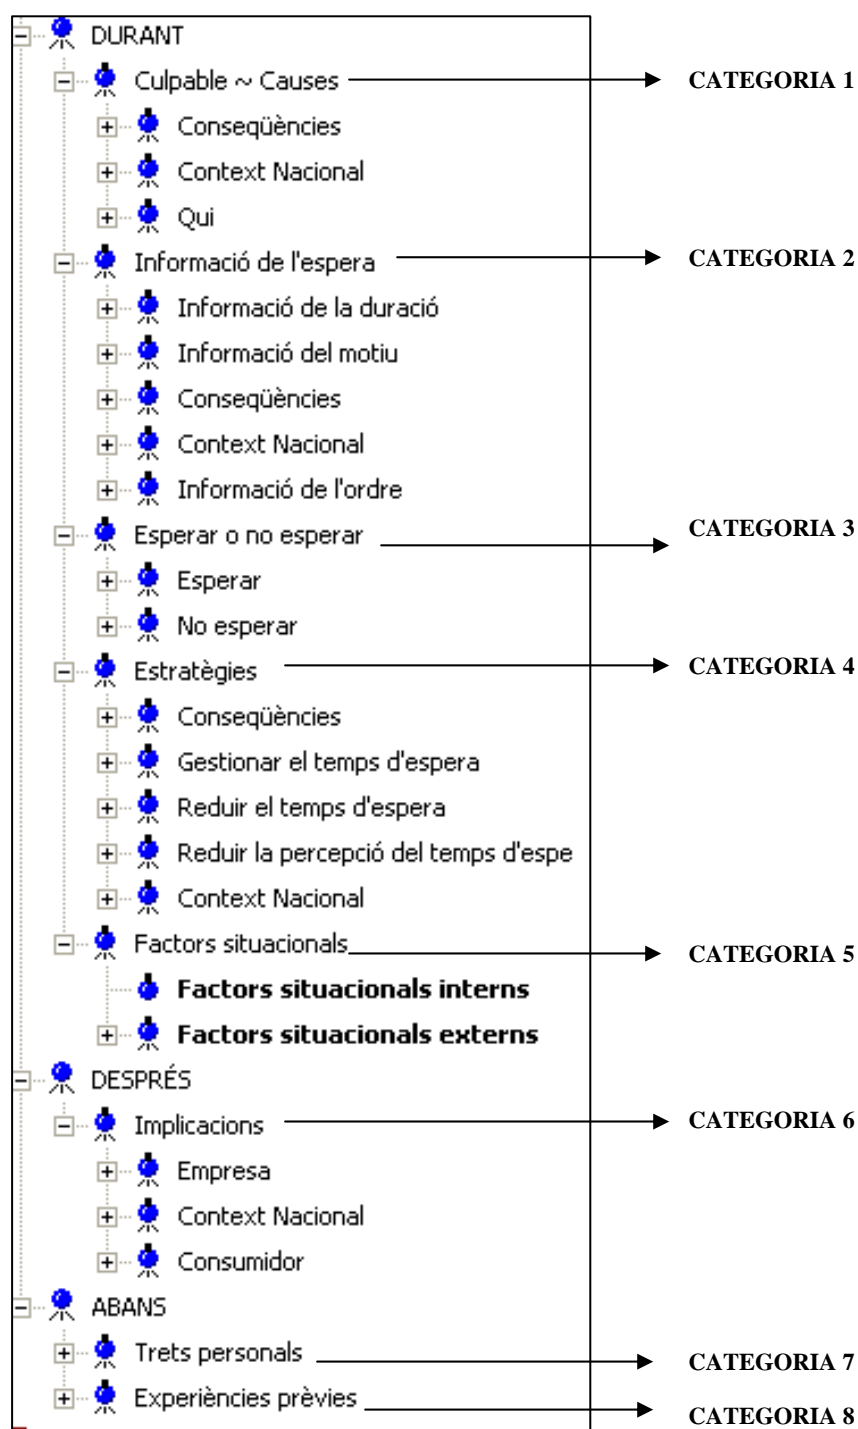 DURANT
Culpable ~ Causes CATEGORIA 1
Conseqüències
Context Nacional
Qui
Informació de l'espera CATEGORIA 2
Informació de la duració
Informació del motiu
Conseqüències
Context Nacional
Informació de l'ordre
Esperar o no esperar CATEGORIA 3
Esperar
No esperar
Estratègies CATEGORIA 4
Conseqüències
Gestionar el temps d'espera
Reduir el temps d'espera
Reduir la percepció del temps d'espe
Context Nacional
Factors situacionals CATEGORIA 5
Factors situacionals interns
Factors situacionals externs
DESPRÉS
Implicacions CATEGORIA 6
Empresa
Context Nacional
Consumidor
ABANS
Trets personals CATEGORIA 7
Experiències prèvies CATEGORIA 8